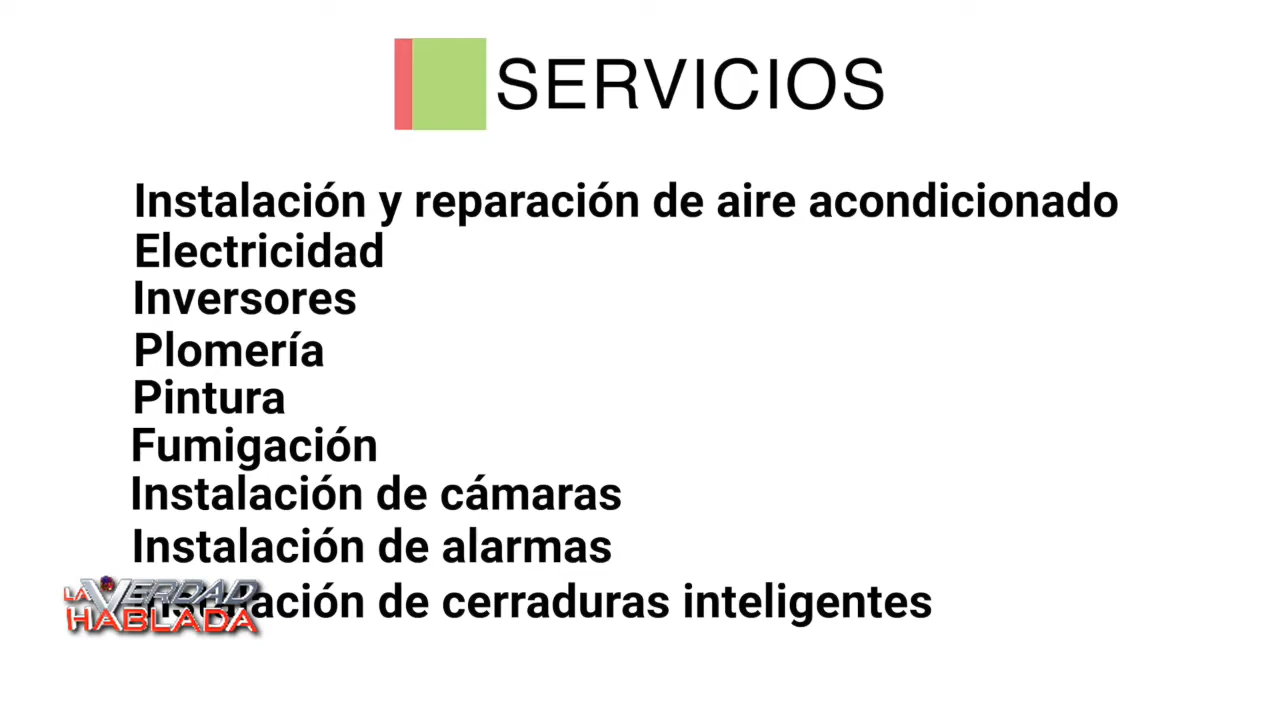 SERVICIOS
Instalación y reparación de aire acondicionado
Electricidad
Inversores
Plomería
Pintura
Fumigación
Instalación de cámaras
Instalación de alarmas
Instalación de cerraduras inteligentes
LA VERDAD
HABLADA